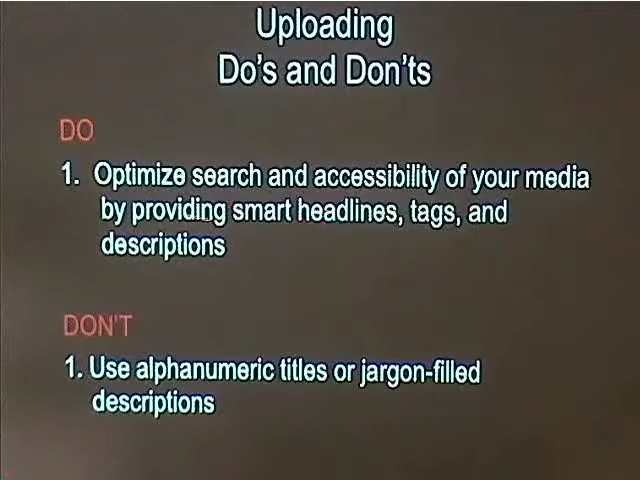 Uploading
Do's and Don'ts
DO
1. Optimize search and accessibility of your media
by providing smart headlines, tags, and
descriptions
DON'T
1. Use alphanumeric titles or jargon-filled
descriptions